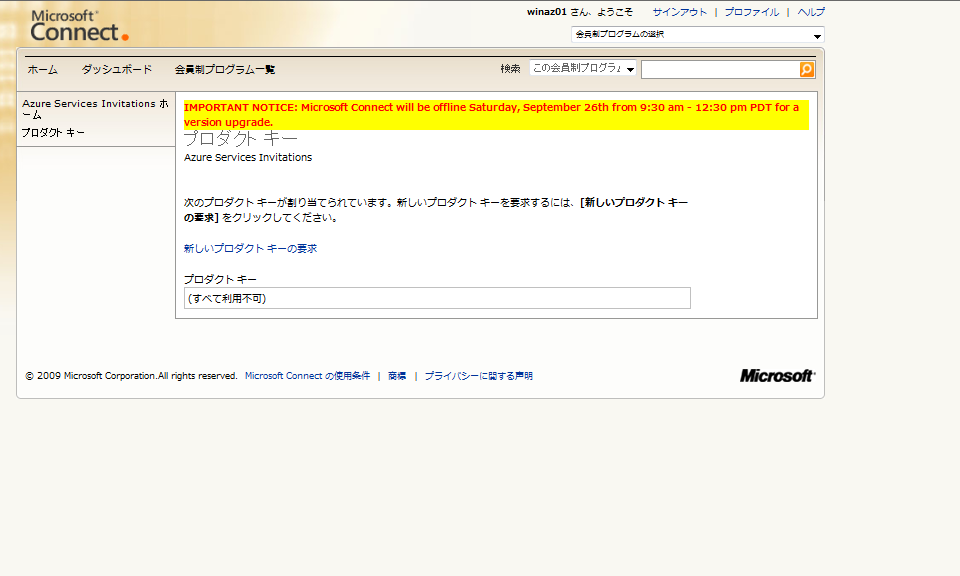 Microsoft®
Connect
winaz01 さん、ようこそ サインアウト | プロファイル | ヘルプ
会員制プログラムの選択
ホーム ダッシュボード 会員制プログラム一覧 検索 この会員制プログラ
Azure Services Invitations ホ
ーム
プロダクト キー
IMPORTANT NOTICE: Microsoft Connect will be offline Saturday, September 26th from 9:30 am - 12:30 pm PDT for a
version upgrade.
プロダクト キー
Azure Services Invitations
次のプロダクト キーが割り当てられています。新しいプロダクト キーを要求するには、[新しいプロダクト キー
の要求] をクリックしてください。
新しいプロダクト キーの要求
プロダクト キー
(すべて利用不可)
© 2009 Microsoft Corporation.All rights reserved. Microsoft Connect の使用条件 | 商標 | プライバシーに関する声明
Microsoft